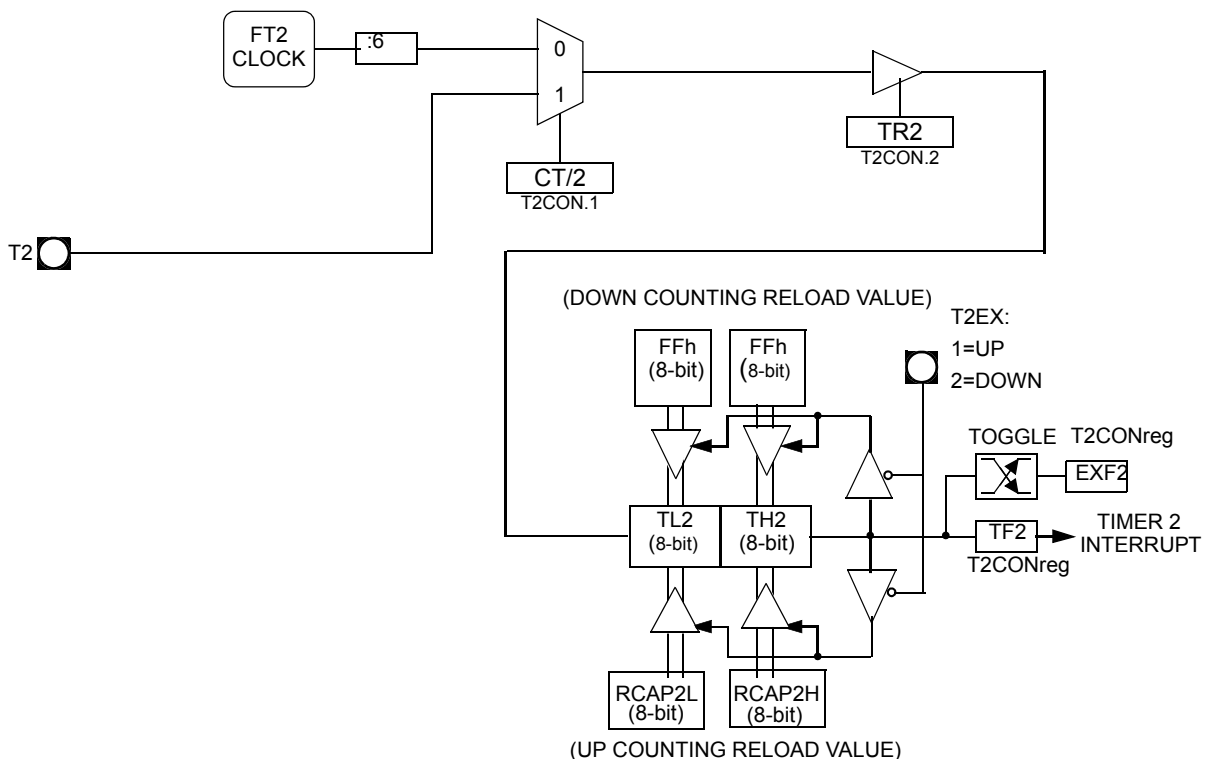 FT2
CLOCK
:6
0
1
TR2
T2CON.2
CT/2
T2CON.1
T2
(DOWN COUNTING RELOAD VALUE)
T2EX:
1=UP
2=DOWN
FFh
(8-bit)
FFh
(8-bit)
TOGGLE
T2CONreg
EXF2
TL2
(8-bit)
TH2
(8-bit)
TF2
TIMER 2
INTERRUPT
T2CONreg
RCAP2L
(8-bit)
RCAP2H
(8-bit)
(UP COUNTING RELOAD VALUE)